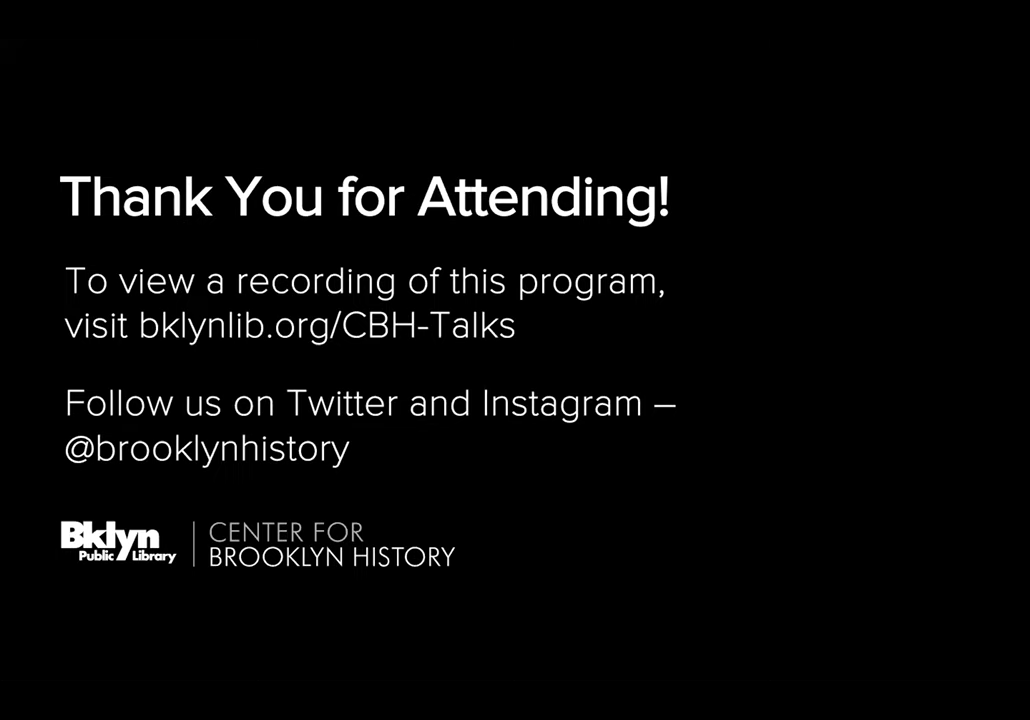 Thank You for Attending!
To view a recording of this program,
visit bklynlib.org/CBH-Talks
Follow us on Twitter and Instagram –
@brooklynhistory
Bklyn
Public Library
CENTER FOR
BROOKLYN HISTORY